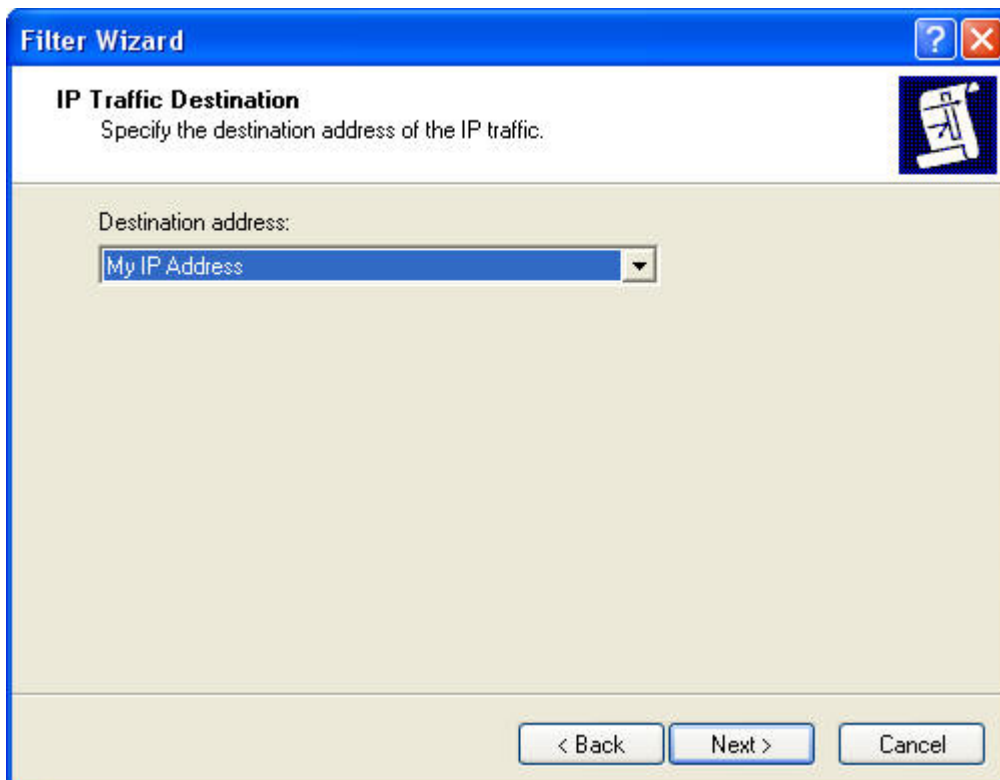 Filter Wizard
IP Traffic Destination
Specify the destination address of the IP traffic.
Destination address:
My IP Address
< Back
Next >
Cancel